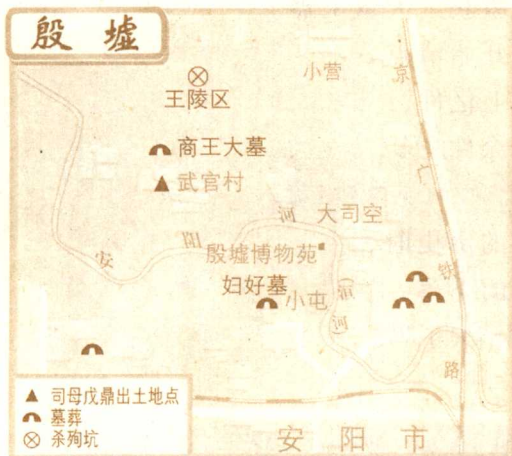 殷墟
小营
京广铁路
王陵区
商王大墓
武官村
安阳河（洹河）
大司空
殷墟博物苑
妇好墓
小屯
司母戊鼎出土地点
墓葬
杀殉坑
安阳市